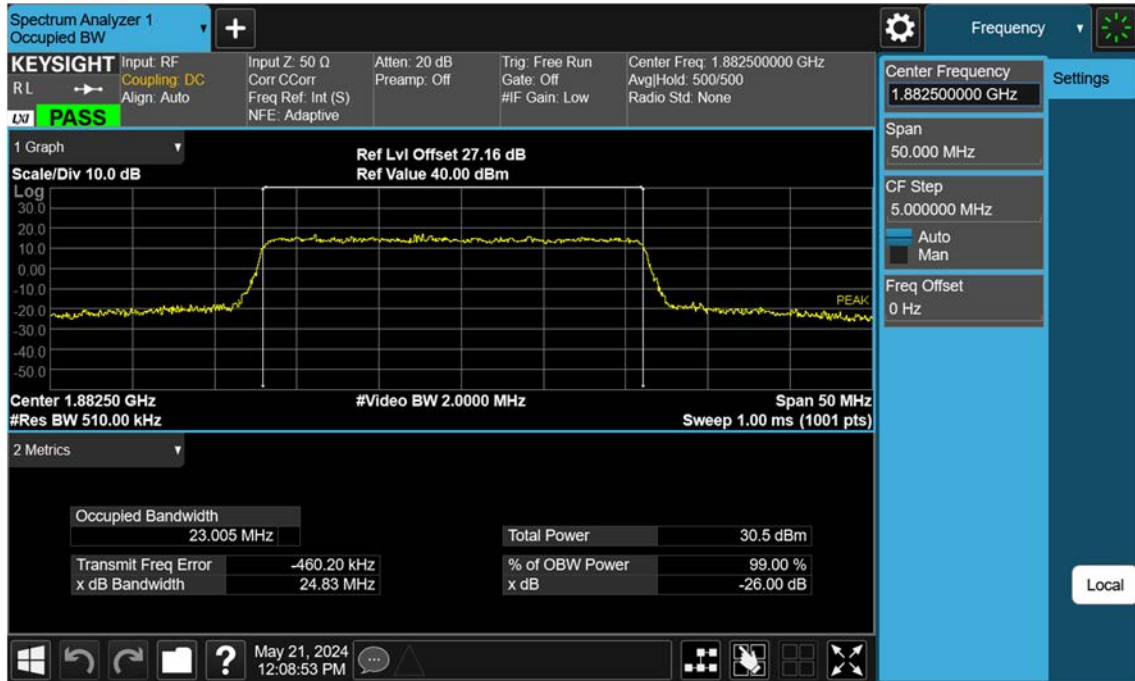 Spectrum Analyzer 1
Occupied BW
+
Frequency
KEYSIGHT
R L
LXI PASS
Input: RF
Coupling: DC
Align: Auto
Input Z: 50 Ω
Corr CCorr
Freq Ref: Int (S)
NFE: Adaptive
Atten: 20 dB
Preamp: Off
Trig: Free Run
Gate: Off
#IF Gain: Low
Center Freq: 1.882500000 GHz
Avg|Hold: 500/500
Radio Std: None
1 Graph
Scale/Div 10.0 dB
Ref Lvl Offset 27.16 dB
Ref Value 40.00 dBm
Log
30.0
20.0
10.0
0.00
-10.0
-20.0
-30.0
-40.0
-50.0
PEAK
Center 1.88250 GHz
#Video BW 2.0000 MHz
Span 50 MHz
#Res BW 510.00 kHz
Sweep 1.00 ms (1001 pts)
2 Metrics
Occupied Bandwidth
23.005 MHz
Total Power 30.5 dBm
Transmit Freq Error -460.20 kHz
% of OBW Power 99.00 %
x dB Bandwidth 24.83 MHz
x dB -26.00 dB
Center Frequency
1.882500000 GHz
Settings
Span
50.000 MHz
CF Step
5.000000 MHz
Auto
Man
Freq Offset
0 Hz
Local
?
May 21, 2024
12:08:53 PM